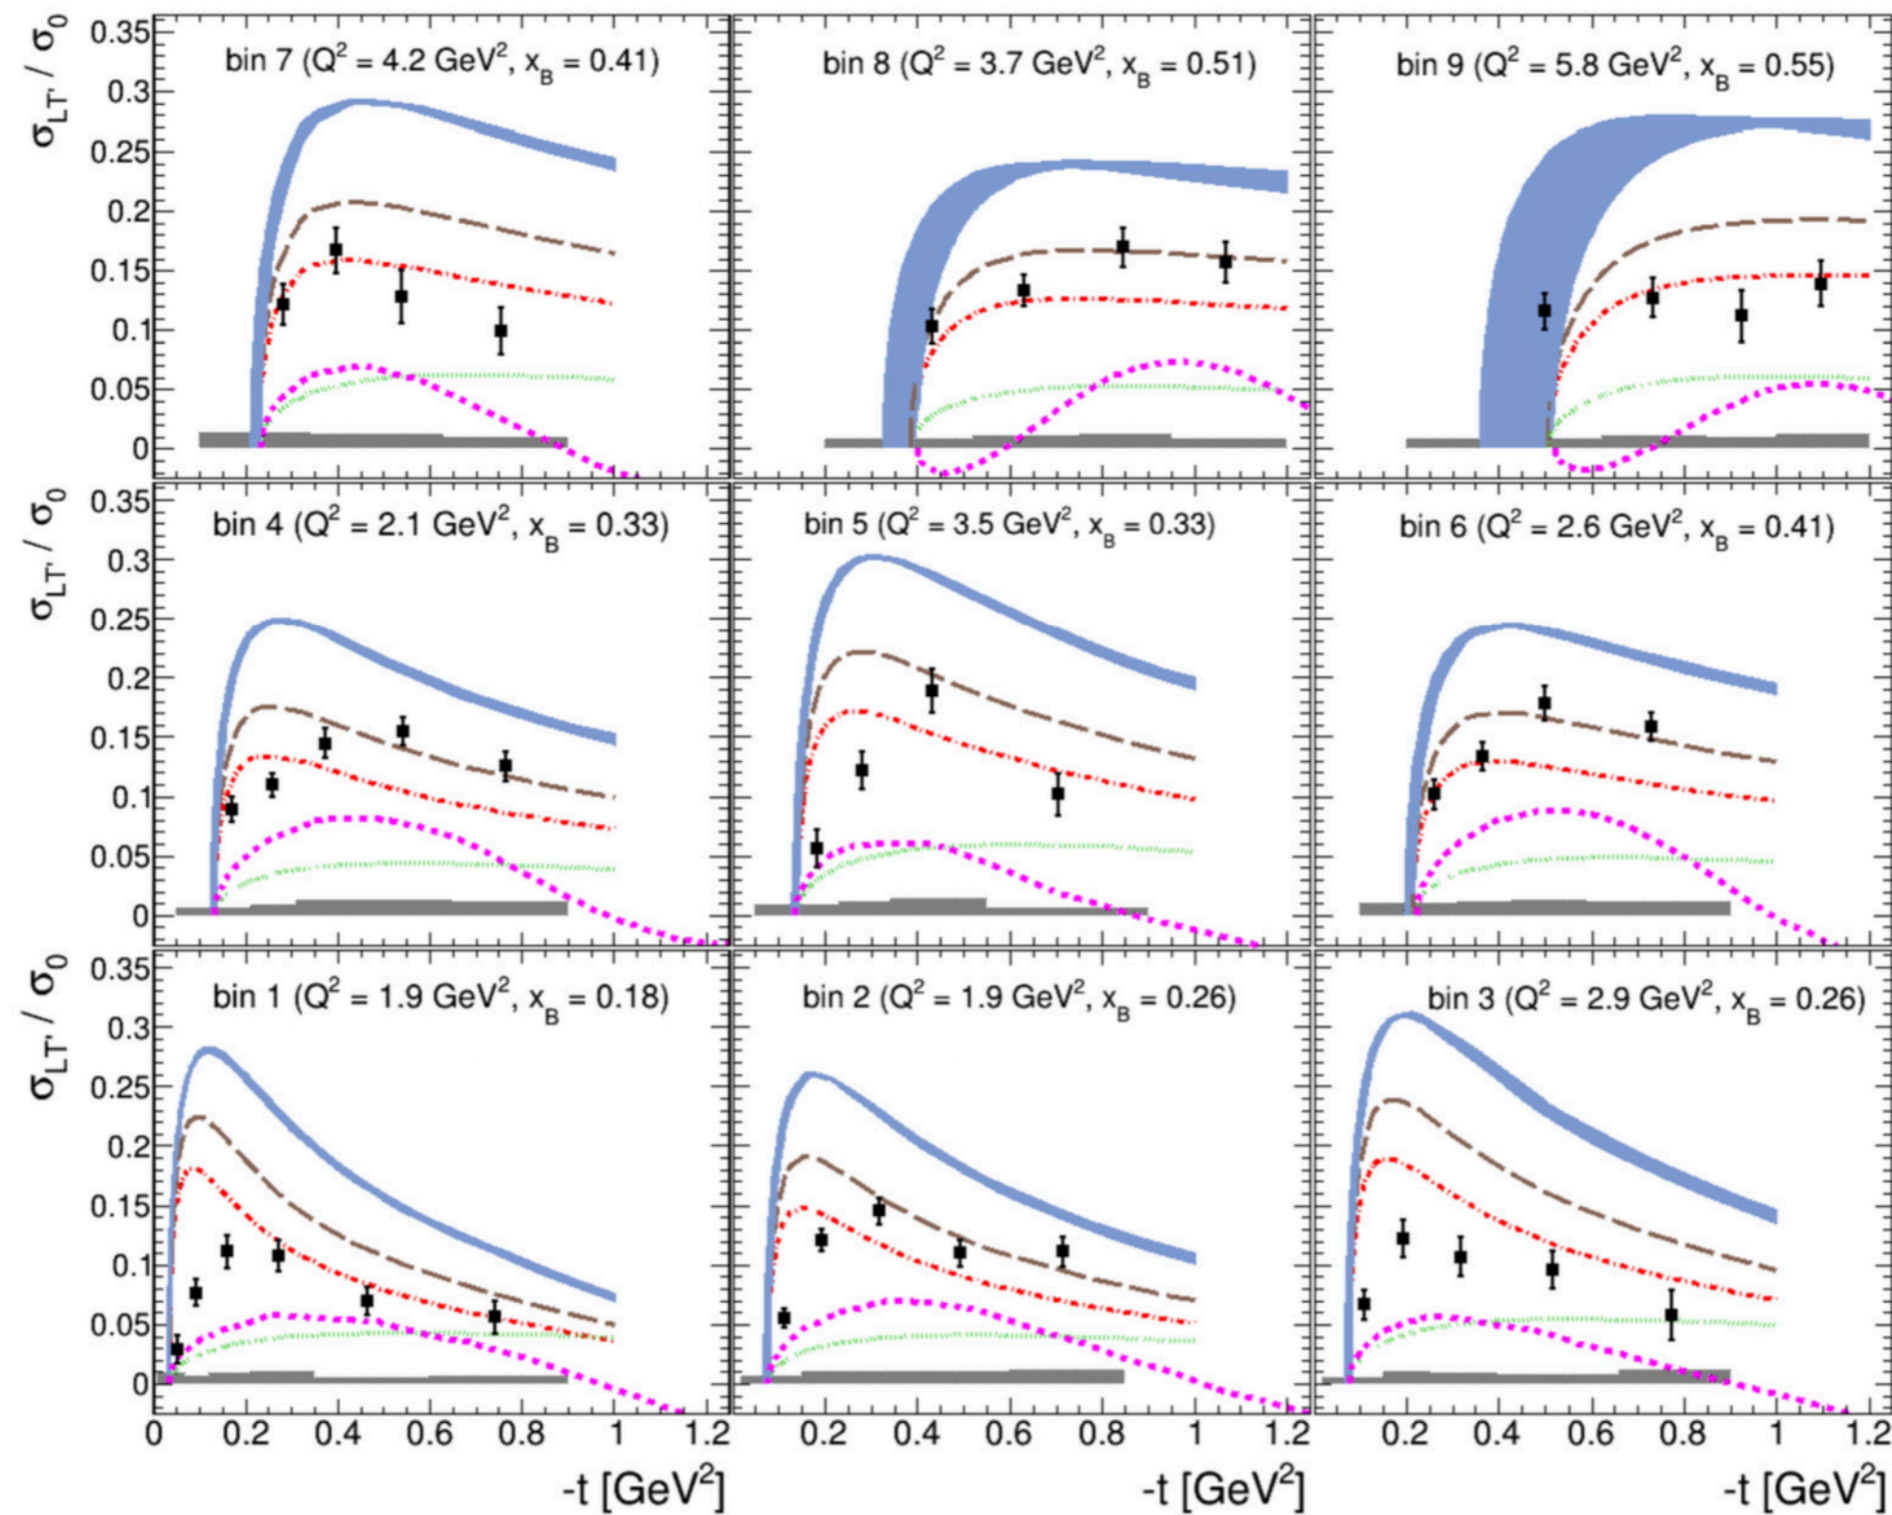 σLT' / σ0
0.35
0.3
0.25
0.2
0.15
0.1
0.05
0
bin 7 (Q² = 4.2 GeV², xB = 0.41)
bin 8 (Q² = 3.7 GeV², xB = 0.51)
bin 9 (Q² = 5.8 GeV², xB = 0.55)
σLT' / σ0
0.35
0.3
0.25
0.2
0.15
0.1
0.05
0
bin 4 (Q² = 2.1 GeV², xB = 0.33)
bin 5 (Q² = 3.5 GeV², xB = 0.33)
bin 6 (Q² = 2.6 GeV², xB = 0.41)
σLT' / σ0
0.35
0.3
0.25
0.2
0.15
0.1
0.05
0
bin 1 (Q² = 1.9 GeV², xB = 0.18)
bin 2 (Q² = 1.9 GeV², xB = 0.26)
bin 3 (Q² = 2.9 GeV², xB = 0.26)
0 0.2 0.4 0.6 0.8 1 1.2
0.2 0.4 0.6 0.8 1 1.2
0.2 0.4 0.6 0.8 1 1.2
-t [GeV²]
-t [GeV²]
-t [GeV²]